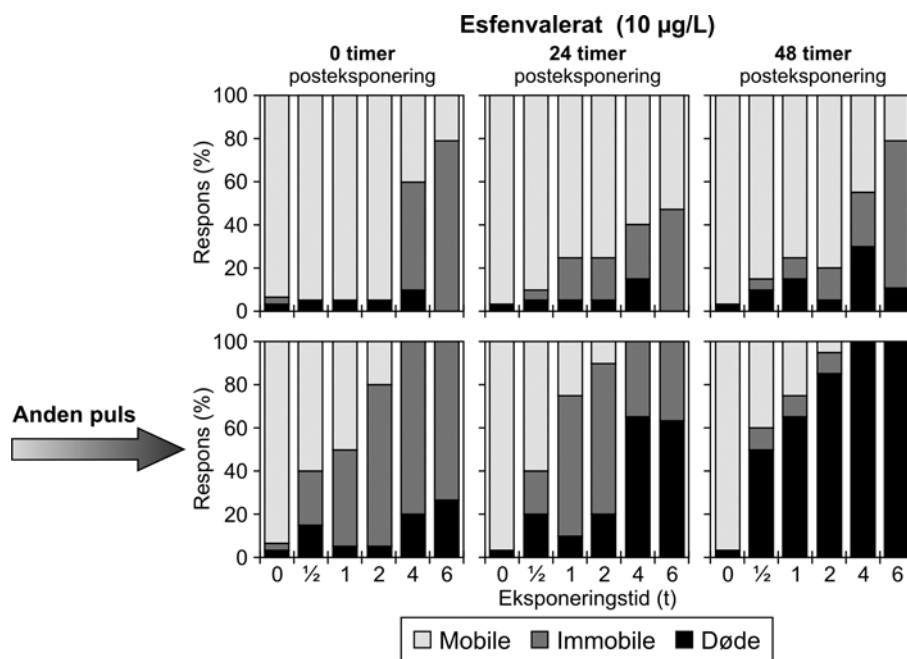 Esfenvalerat (10 µg/L)
0 timer
posteksponering
24 timer
posteksponering
48 timer
posteksponering
Respons (%)
100
80
60
40
20
0
Anden puls
Respons (%)
100
80
60
40
20
0
0 ½ 1 2 4 6
0 ½ 1 2 4 6
0 ½ 1 2 4 6
Eksponeringstid (t)
Mobile Immobile Døde